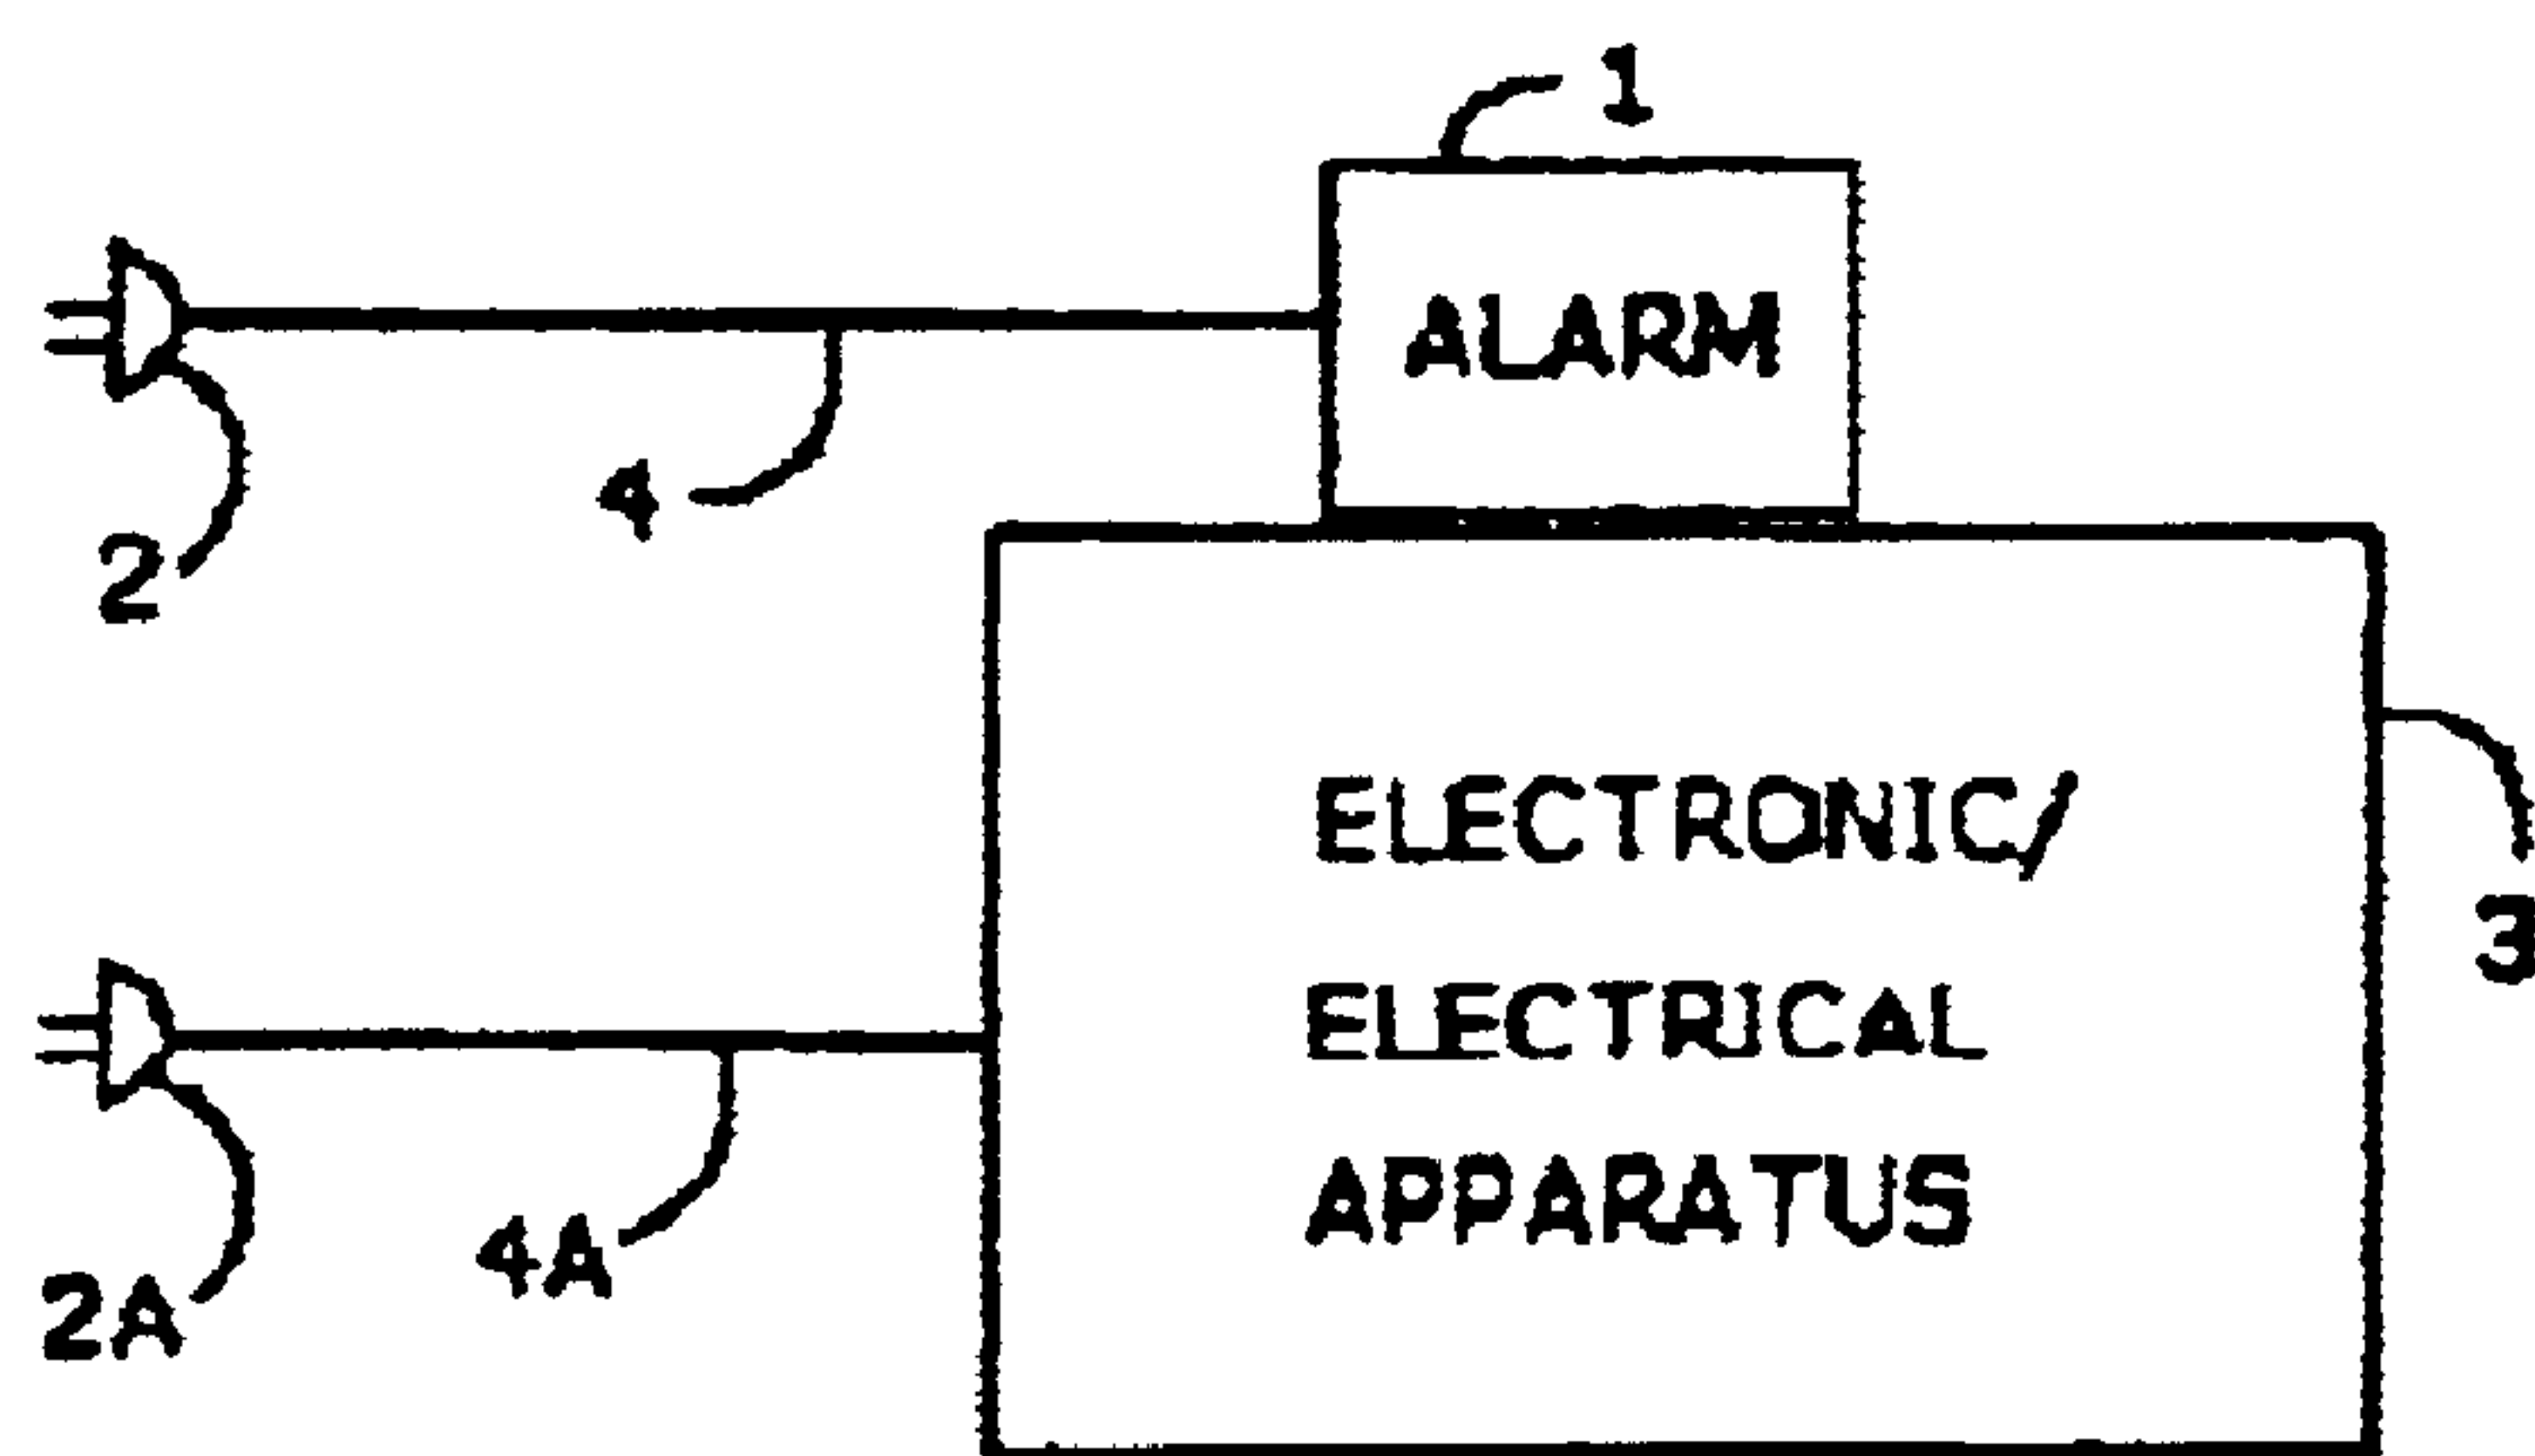 1
ALARM
4
2
ELECTRONIC/
3
ELECTRICAL
APPARATUS
4A
2A